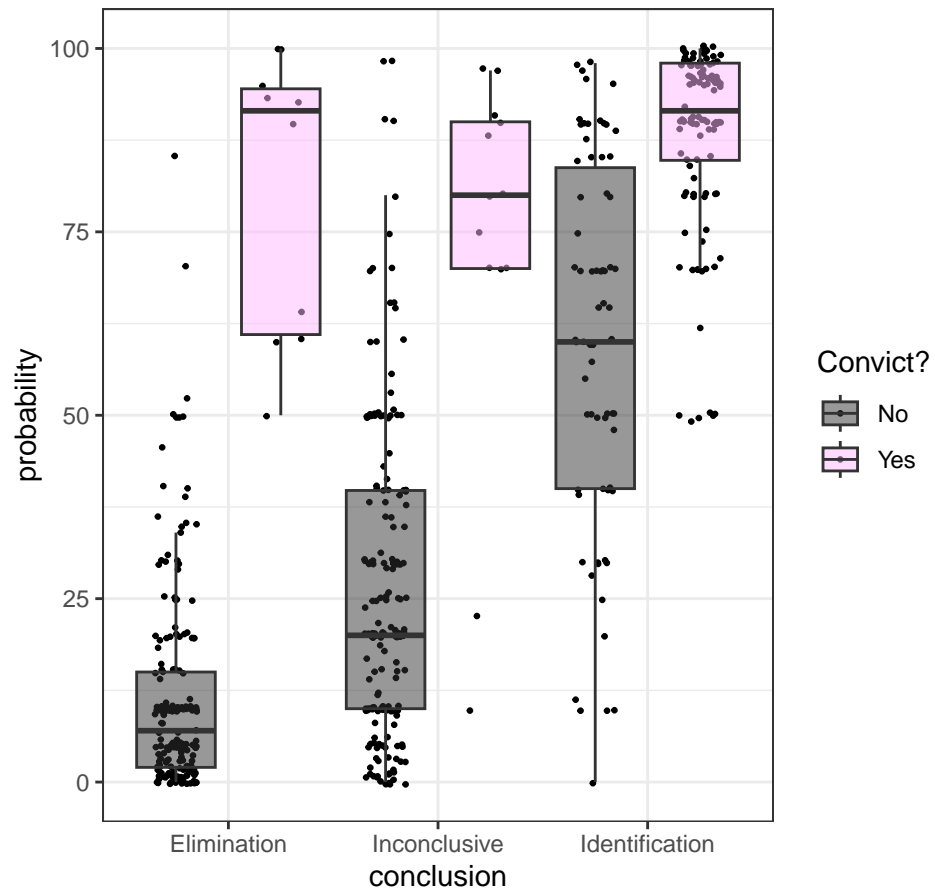 100
75
50
25
0
probability
Elimination
Inconclusive
Identification
conclusion
Convict?
No
Yes